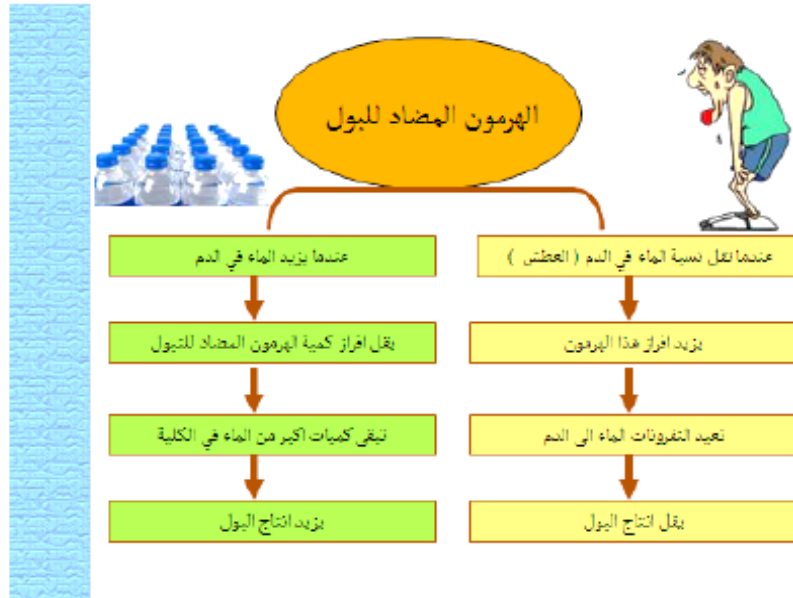 الهرمون المضاد للبول
عندما تقل نسبة الماء في الدم ( العطش )
يزيد افراز هذا الهرمون
تعيد النفرونات الماء الى الدم
يقل انتاج البول
عندما يزيد الماء في الدم
يقل افراز كمية الهرمون المضاد للتبول
تبقى كميات اكبر من الماء في الكلية
يزيد انتاج البول